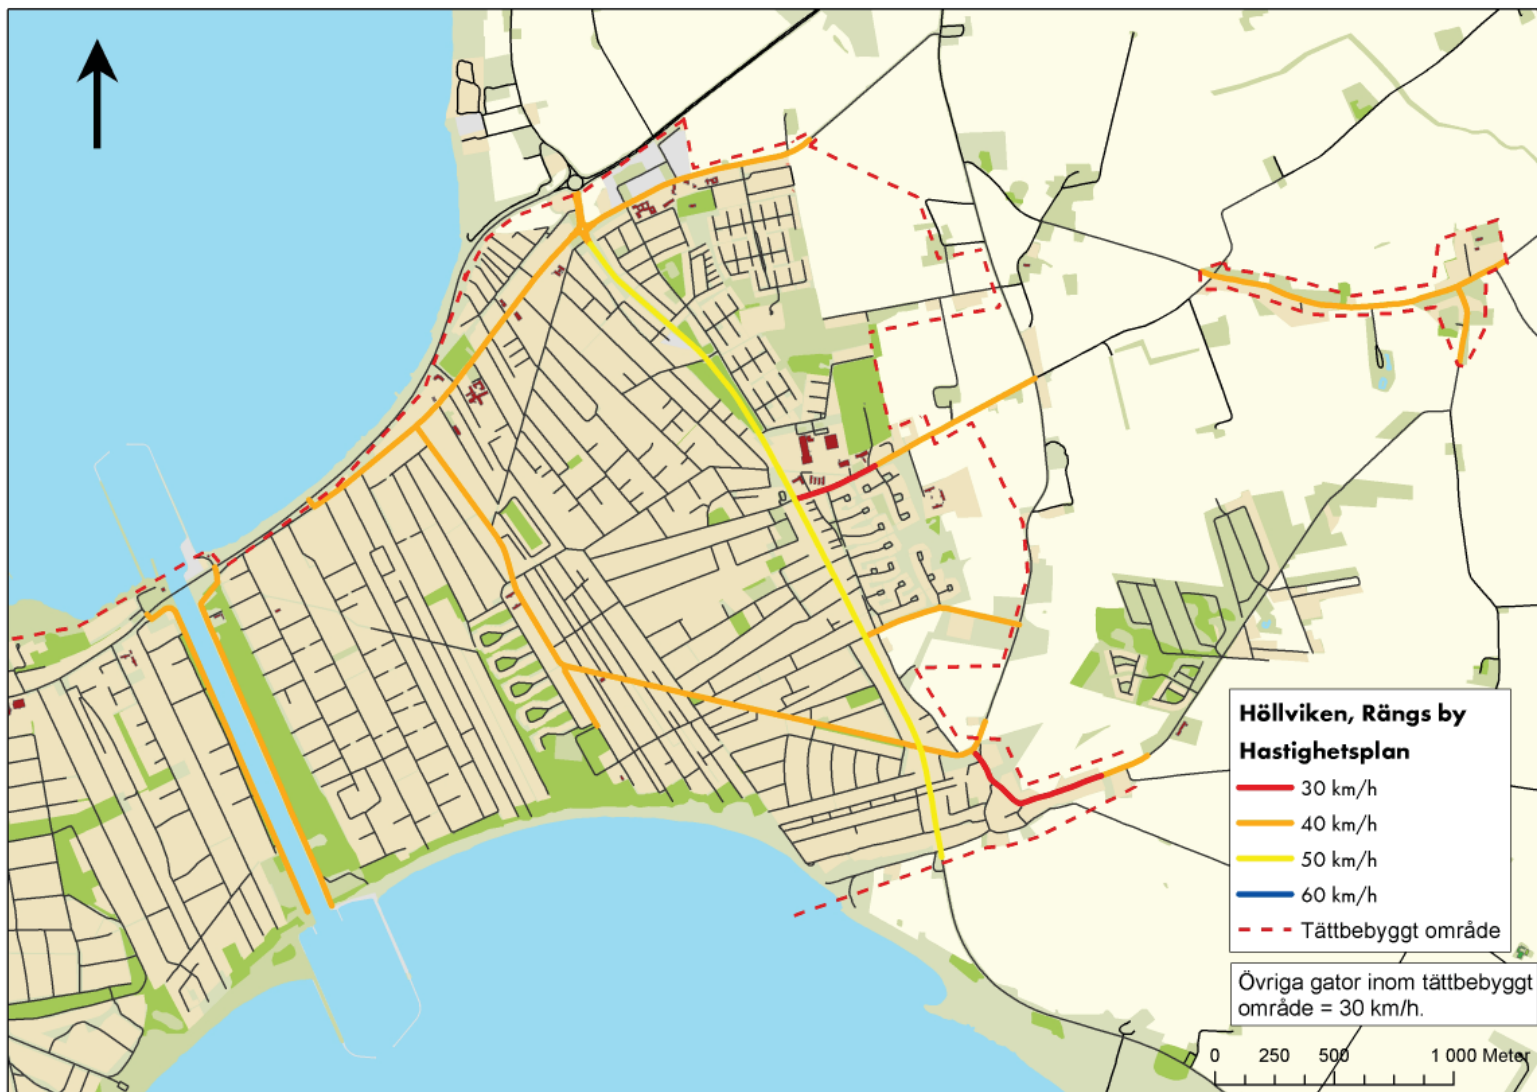 Höllviken, Rängs by
Hastighetsplan
30 km/h
40 km/h
50 km/h
60 km/h
Tättbebyggt område
Övriga gator inom tättbebyggt
område = 30 km/h.
0 250 500 1 000 Meter